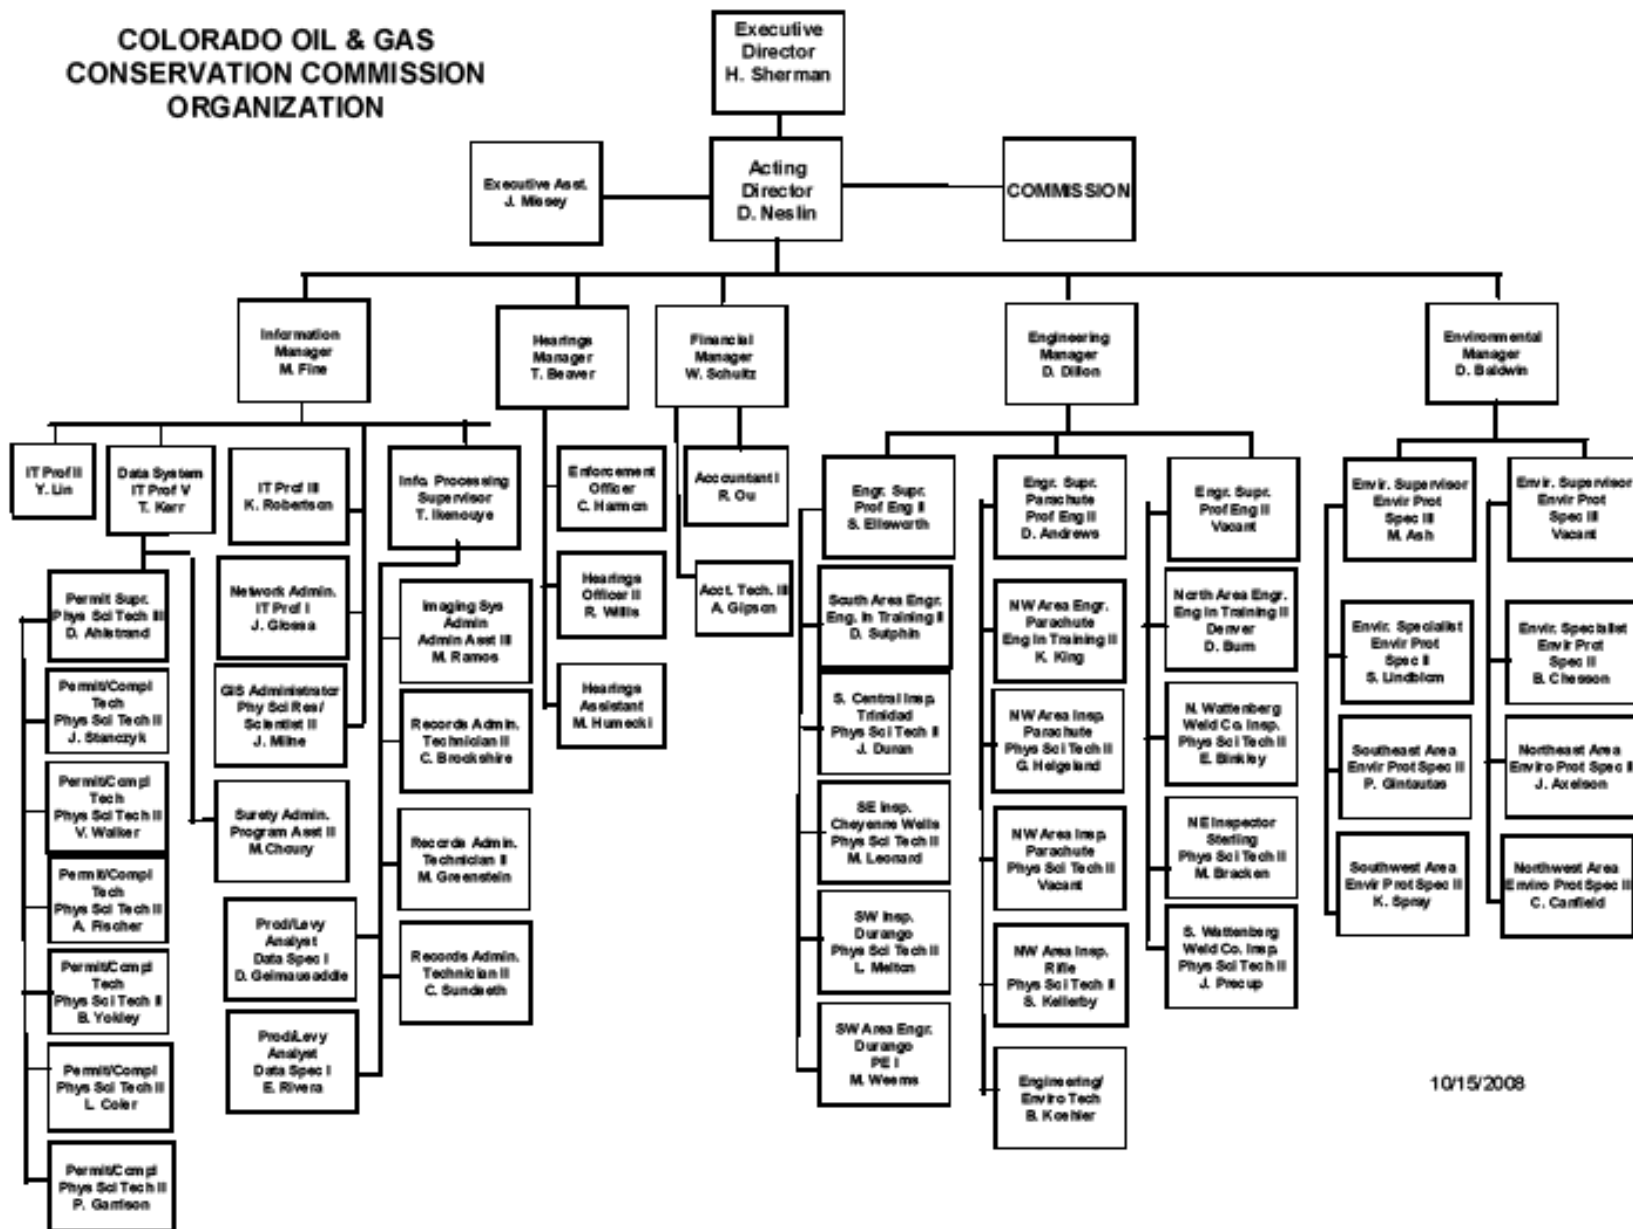 COLORADO OIL & GAS
CONSERVATION COMMISSION
ORGANIZATION
Executive
Director
H. Sherman
Executive Asst.
J. Missey
Acting
Director
D. Neslin
COMMISSION
Information
Manager
M. Fine
Hearings
Manager
T. Beaver
Financial
Manager
W. Schultz
Engineering
Manager
D. Dillon
Environmental
Manager
D. Baldwin
IT Prof II
Y. Lin
Data System
IT Prof V
T. Kerr
IT Prof III
K. Robertson
Info. Processing
Supervisor
T. Ikenouye
Enforcement
Officer
C. Harmon
Accountant I
R. Ou
Engr. Supr.
Prof Eng II
S. Ellsworth
Engr. Supr.
Parachute
Prof Eng II
D. Andrews
Engr. Supr.
Prof Eng II
Vacant
Envir. Supervisor
Envir Prot
Spec III
M. Ash
Envir. Supervisor
Envir Prot
Spec III
Vacant
Permit Supr.
Phys Sci Tech III
D. Ahlstrand
Network Admin.
IT Prof I
J. Glossa
Imaging Sys
Admin
Admin Asst III
M. Ramos
Hearings
Officer II
R. Willis
Acct. Tech. III
A. Gipson
South Area Engr.
Eng. In Training II
D. Sutphin
NW Area Engr.
Parachute
Eng In Training II
K. King
North Area Engr.
Eng In Training II
Denver
D. Burn
Envir. Specialist
Envir Prot
Spec II
S. Lindblom
Envir. Specialist
Envir Prot
Spec II
B. Chesson
Permit/Compl
Tech
Phys Sci Tech II
J. Stanczyk
GIS Administrator
Phy Sci Res/
Scientist II
J. Milne
Records Admin.
Technician II
C. Brookshire
Hearings
Assistant
M. Humecki
S. Central Insp.
Trinidad
Phys Sci Tech II
J. Duran
NW Area Insp.
Parachute
Phys Sci Tech II
G. Helgeland
N. Wattenberg
Weld Co. Insp.
Phys Sci Tech II
E. Binkley
Southeast Area
Envir Prot Spec II
P. Gintautas
Northeast Area
Enviro Prot Spec II
J. Axelson
Permit/Compl
Tech
Phys Sci Tech II
V. Walker
Surety Admin.
Program Asst II
M. Choury
Records Admin.
Technician II
M. Greenstein
SE Insp.
Cheyenne Wells
Phys Sci Tech II
M. Leonard
NW Area Insp.
Parachute
Phys Sci Tech II
Vacant
NE Inspector
Sterling
Phys Sci Tech II
M. Bracken
Southwest Area
Envir Prot Spec II
K. Spray
Northwest Area
Enviro Prot Spec II
C. Canfield
Permit/Compl
Tech
Phys Sci Tech II
A. Fischer
Prod/Levy
Analyst
Data Spec I
D. Geimausaddle
Records Admin.
Technician II
C. Sundseth
SW Insp.
Durango
Phys Sci Tech II
L. Melton
NW Area Insp.
Rifle
Phys Sci Tech II
S. Kellerby
S. Wattenberg
Weld Co. Insp.
Phys Sci Tech II
J. Precup
Permit/Compl
Tech
Phys Sci Tech II
B. Yokley
Prod/Levy
Analyst
Data Spec I
E. Rivera
SW Area Engr.
Durango
PE I
M. Weems
Engineering/
Enviro Tech
B. Koehler
Permit/Compl
Phys Sci Tech II
L. Coler
Permit/Compl
Phys Sci Tech II
P. Garrison
10/15/2008